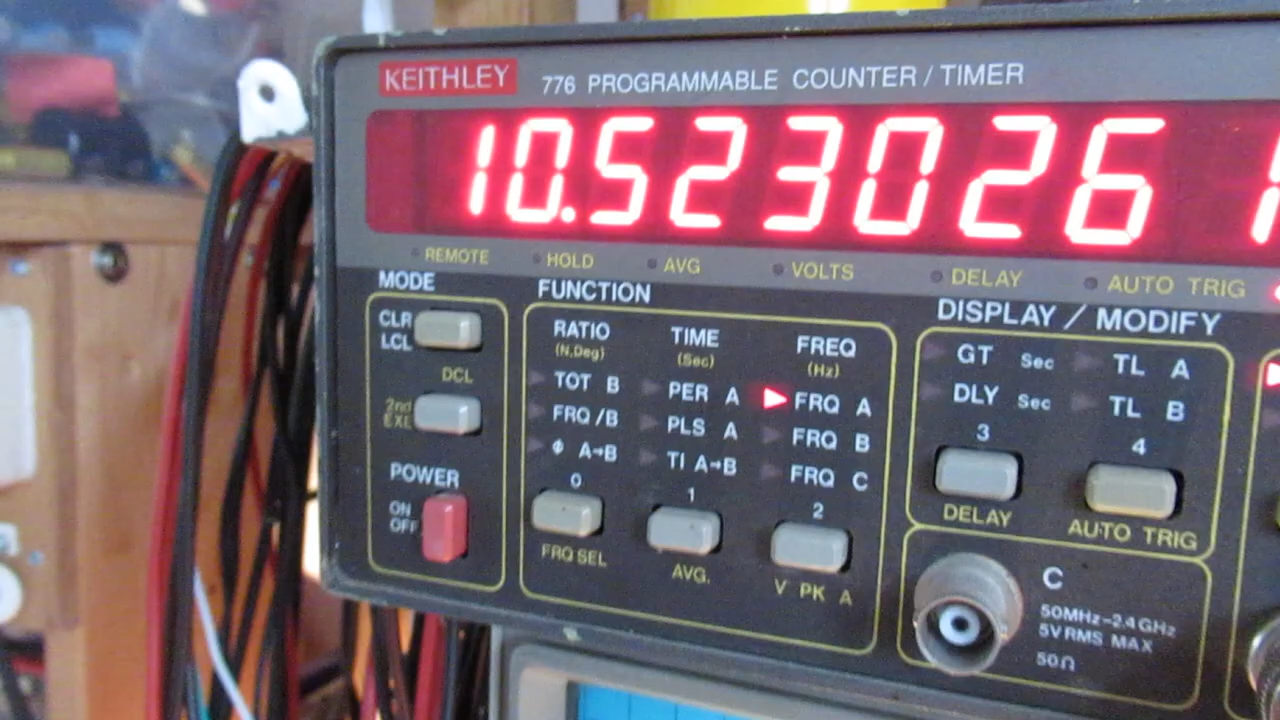 KEITHLEY 776 PROGRAMMABLE COUNTER / TIMER
10.523026
REMOTE HOLD AVG VOLTS DELAY AUTO TRIG
MODE
CLR
LCL
DCL
2nd
EXE
POWER
ON
OFF
FUNCTION
RATIO TIME FREQ
(N,Deg) (Sec) (Hz)
TOT B PER A FRQ A
FRQ /B PLS A FRQ B
Φ A→B TI A→B FRQ C
0 1 2
FRQ SEL AVG. V PK A
DISPLAY / MODIFY
GT Sec TL A
DLY Sec TL B
3 4
DELAY AUTO TRIG
C
50MHz-2.4GHz
5V RMS MAX
50Ω